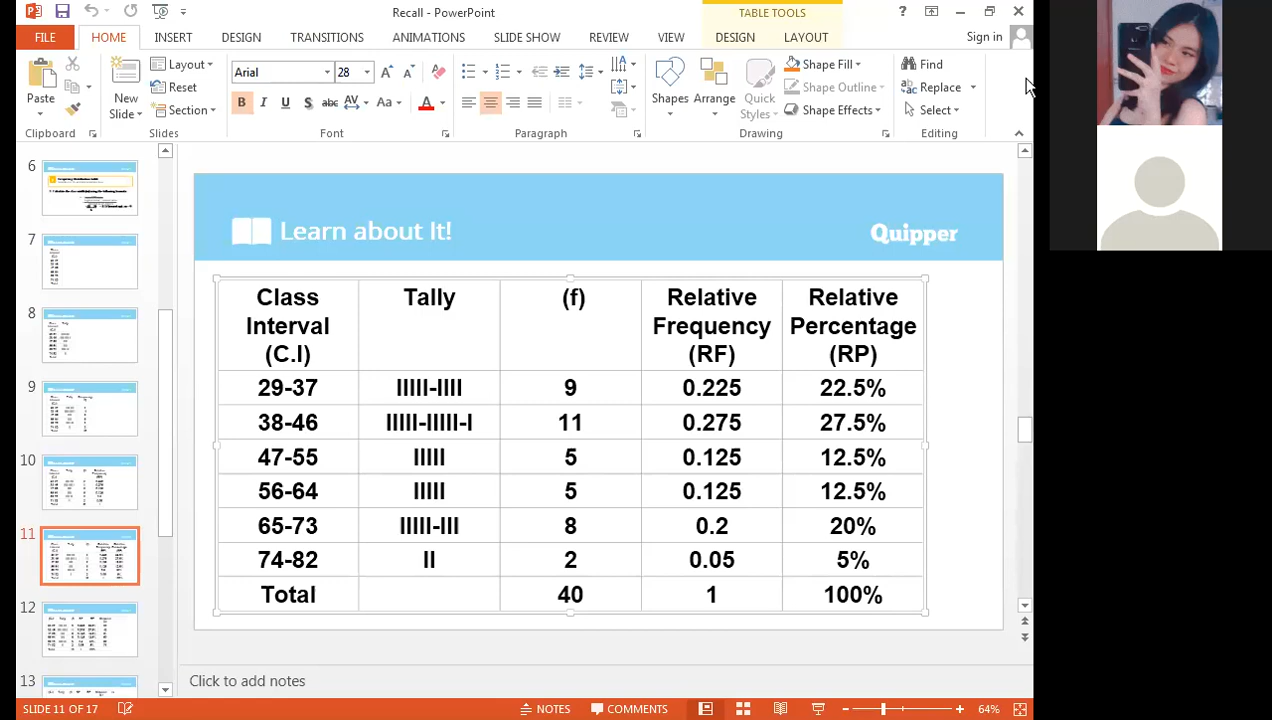 Recall - PowerPoint
TABLE TOOLS
?
FILE
HOME
INSERT
DESIGN
TRANSITIONS
ANIMATIONS
SLIDE SHOW
REVIEW
VIEW
DESIGN
LAYOUT
Sign in
Paste
Clipboard
New Slide
Layout
Reset
Section
Slides
Arial
28
B I U S abc AV Aa A
Font
Paragraph
Shapes
Arrange
Quick Styles
Shape Fill
Shape Outline
Shape Effects
Drawing
Find
Replace
Select
Editing
6
7
8
9
10
11
12
13
Learn about It!
Quipper
Class Interval (C.I) Tally (f) Relative Frequency (RF) Relative Percentage (RP)
29-37 IIIII-IIII 9 0.225 22.5%
38-46 IIIII-IIIII-I 11 0.275 27.5%
47-55 IIIII 5 0.125 12.5%
56-64 IIIII 5 0.125 12.5%
65-73 IIIII-III 8 0.2 20%
74-82 II 2 0.05 5%
Total 40 1 100%
Click to add notes
SLIDE 11 OF 17
NOTES
COMMENTS
64%